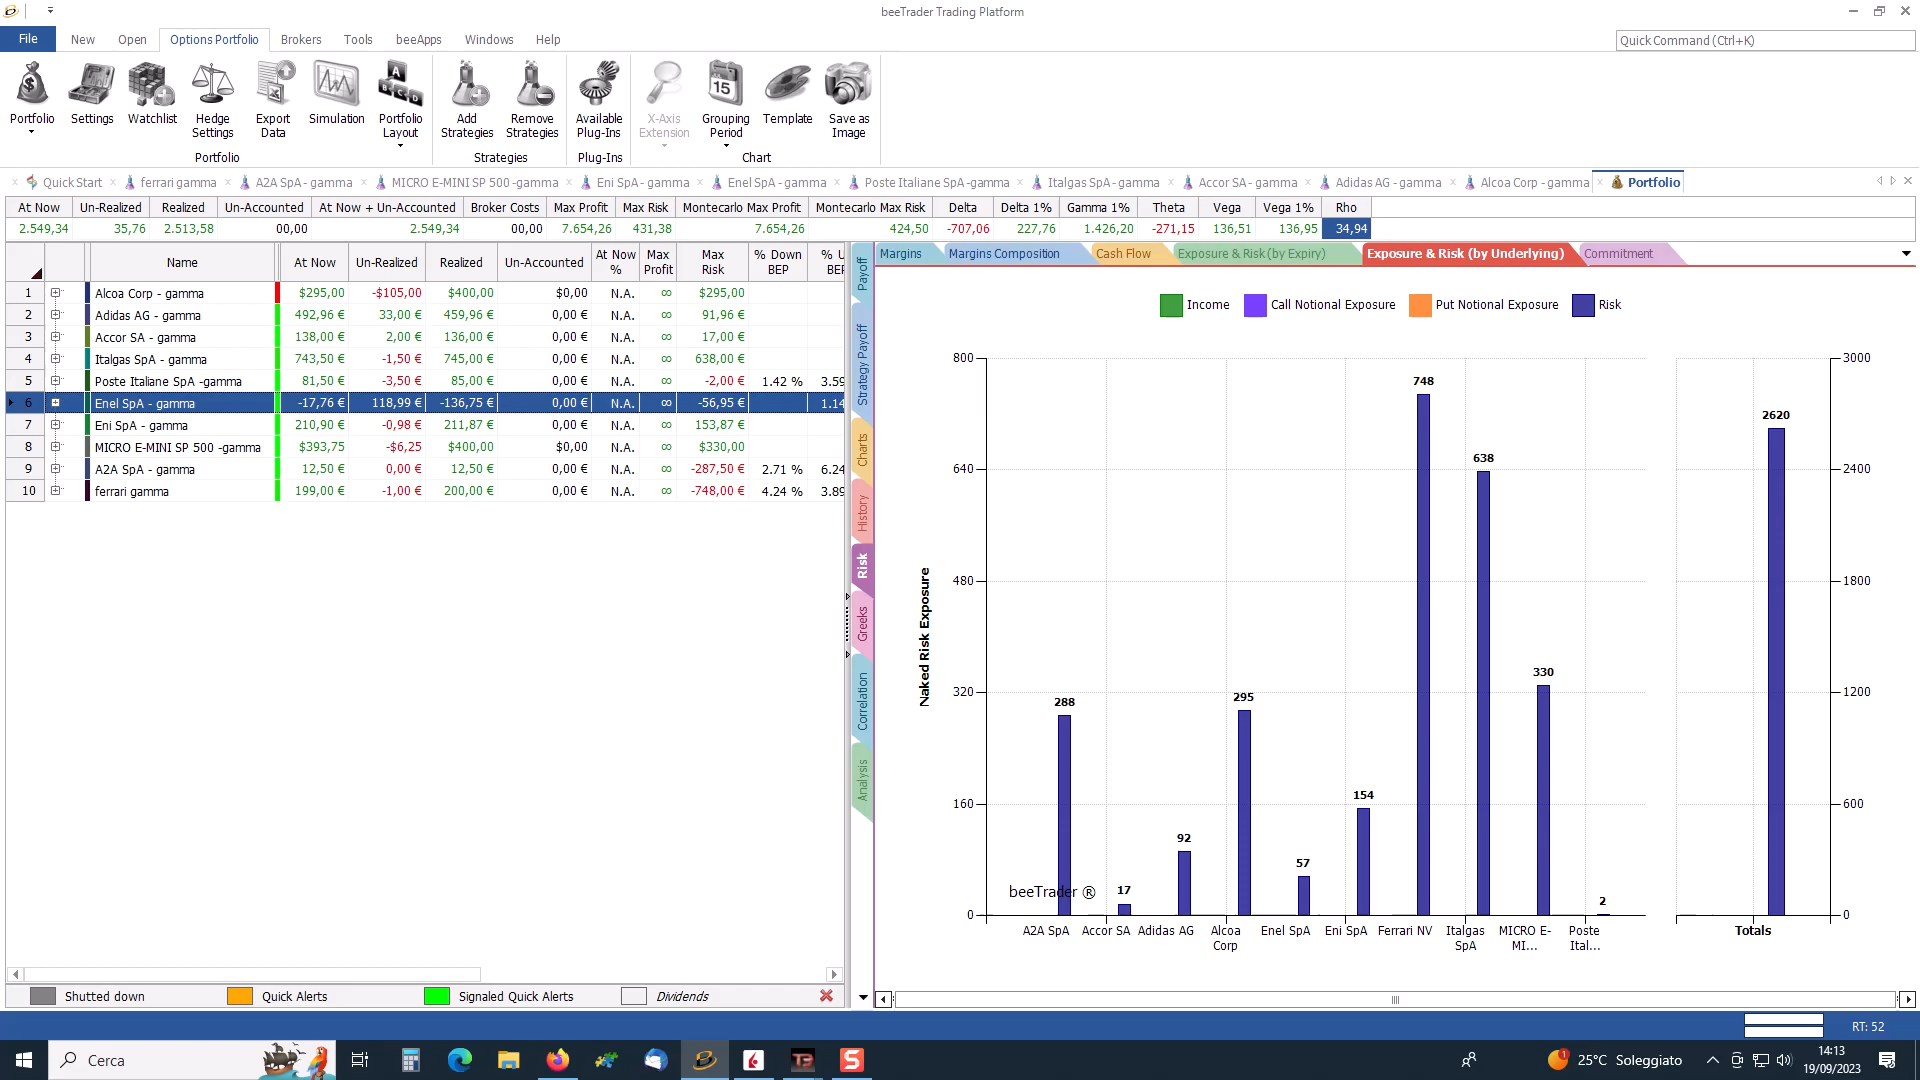 beeTrader Trading Platform
File New Open Options Portfolio Brokers Tools beeApps Windows Help
Quick Command (Ctrl+K)
Portfolio Settings Watchlist Hedge Settings Export Data Simulation Portfolio Layout Add Strategies Remove Strategies Available Plug-Ins X-Axis Extension Grouping Period Template Save as Image
15
A
B C D
Portfolio Strategies Plug-Ins Chart
Quick Start ferrari gamma A2A SpA - gamma MICRO E-MINI SP 500 -gamma Eni SpA - gamma Enel SpA - gamma Poste Italiane SpA -gamma Italgas SpA - gamma Accor SA - gamma Adidas AG - gamma Alcoa Corp - gamma Portfolio
At Now Un-Realized Realized Un-Accounted At Now + Un-Accounted Broker Costs Max Profit Max Risk Montecarlo Max Profit Montecarlo Max Risk Delta Delta 1% Gamma 1% Theta Vega Vega 1% Rho
2.549,34 35,76 2.513,58 00,00 2.549,34 00,00 7.654,26 431,38 7.654,26 424,50 -707,06 227,76 1.426,20 -271,15 136,51 136,95 34,94
Name At Now Un-Realized Realized Un-Accounted At Now % Max Profit Max Risk % Down BEP % U BEF
1 Alcoa Corp - gamma $295,00 -$105,00 $400,00 $0,00 N.A. ∞ $295,00
2 Adidas AG - gamma 492,96 € 33,00 € 459,96 € 0,00 € N.A. ∞ 91,96 €
3 Accor SA - gamma 138,00 € 2,00 € 136,00 € 0,00 € N.A. ∞ 17,00 €
4 Italgas SpA - gamma 743,50 € -1,50 € 745,00 € 0,00 € N.A. ∞ 638,00 €
5 Poste Italiane SpA -gamma 81,50 € -3,50 € 85,00 € 0,00 € N.A. ∞ -2,00 € 1.42 % 3.59
6 Enel SpA - gamma -17,76 € 118,99 € -136,75 € 0,00 € N.A. ∞ -56,95 € 1.14
7 Eni SpA - gamma 210,90 € -0,98 € 211,87 € 0,00 € N.A. ∞ 153,87 €
8 MICRO E-MINI SP 500 -gamma $393,75 -$6,25 $400,00 $0,00 N.A. ∞ $330,00
9 A2A SpA - gamma 12,50 € 0,00 € 12,50 € 0,00 € N.A. ∞ -287,50 € 2.71 % 6.24
10 ferrari gamma 199,00 € -1,00 € 200,00 € 0,00 € N.A. ∞ -748,00 € 4.24 % 3.89
Shutted down Quick Alerts Signaled Quick Alerts Dividends
Payoff
Strategy Payoff
Charts
History
Risk
Greeks
Correlation
Analysis
Margins Margins Composition Cash Flow Exposure & Risk (by Expiry) Exposure & Risk (by Underlying) Commitment
Income Call Notional Exposure Put Notional Exposure Risk
Naked Risk Exposure
800
640
480
320
160
0
288
17
92
295
57
154
748
638
330
2
2620
3000
2400
1800
1200
600
0
beeTrader ®
A2A SpA Accor SA Adidas AG Alcoa Corp Enel SpA Eni SpA Ferrari NV Italgas SpA MICRO E-MI... Poste Ital... Totals
RT: 52
Cerca
1
25°C Soleggiato
14:13
19/09/2023